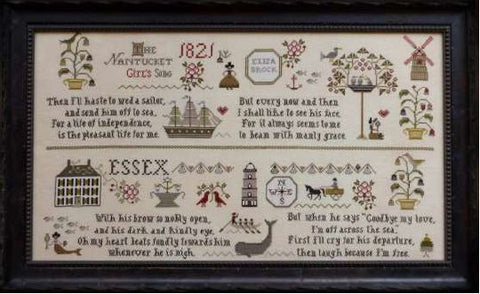 The
Nantucket
Girl's Song
1821
Eliza
Brock
Then I'll haste to wed a sailor,
and send him off to sea,
For a life of independence,
is the pleasant life for me.
But every now and then
I shall like to see his face,
For it always seems to me
to beam with manly grace.
ESSEX
N
W E
S
With his brow so nobly open,
and his dark and kindly eye,
Oh my heart beats fondly towards him
whenever he is nigh.
But when he says "Goodbye my love,
I'm off across the sea,"
First I'll cry for his departure,
then laugh because I'm free.